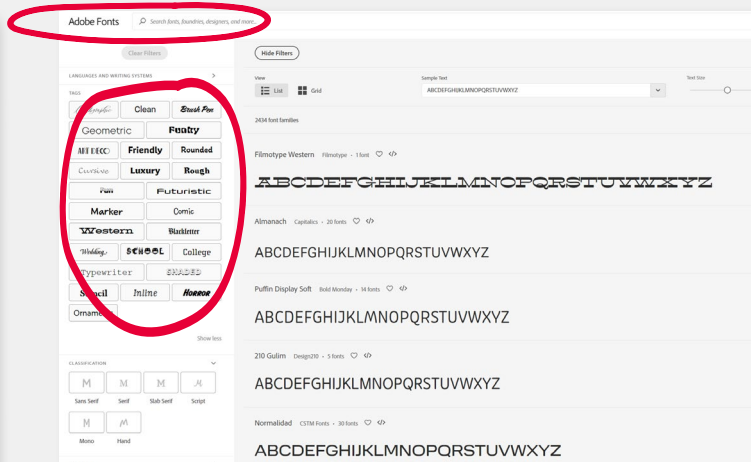 Adobe Fonts Search fonts, foundries, designers, and more...
Clear Filters
LANGUAGES AND WRITING SYSTEMS
TAGS
Calligraphic Clean Brush Pen
Geometric Funky
ART DECO Friendly Rounded
Cursive Luxury Rough
Fun Futuristic
Marker Comic
Western Blackletter
Wedding SCHOOL College
Typewriter SHADED
Stencil Inline HORROR
Ornaments
Show less
CLASSIFICATION
M M M M
Sans Serif Serif Slab Serif Script
M M
Mono Hand
Hide Filters
View Sample Text Text Size
List Grid ABCDEFGHIJKLMNOPQRSTUVWXYZ
2434 font families
Filmotype Western Filmotype • 1 font </>
ABCDEFGHIJKLMNOPQRSTUVWXYZ
Almanach Capitalics • 20 fonts </>
ABCDEFGHIJKLMNOPQRSTUVWXYZ
Puffin Display Soft Bold Monday • 14 fonts </>
ABCDEFGHIJKLMNOPQRSTUVWXYZ
210 Gulim Design210 • 5 fonts </>
ABCDEFGHIJKLMNOPQRSTUVWXYZ
Normalidad CSTM Fonts • 30 fonts </>
ABCDEFGHIJKLMNOPQRSTUVWXYZ